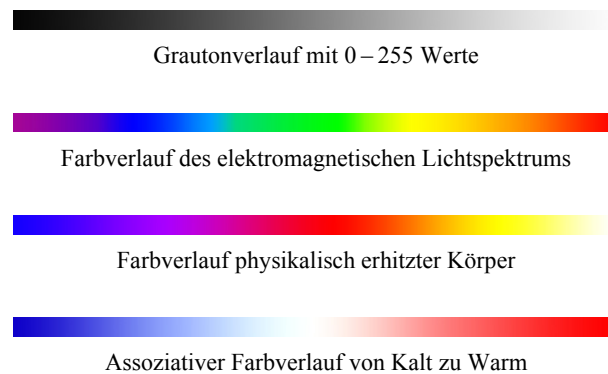 Grautonverlauf mit 0 – 255 Werte
Farbverlauf des elektromagnetischen Lichtspektrums
Farbverlauf physikalisch erhitzter Körper
Assoziativer Farbverlauf von Kalt zu Warm